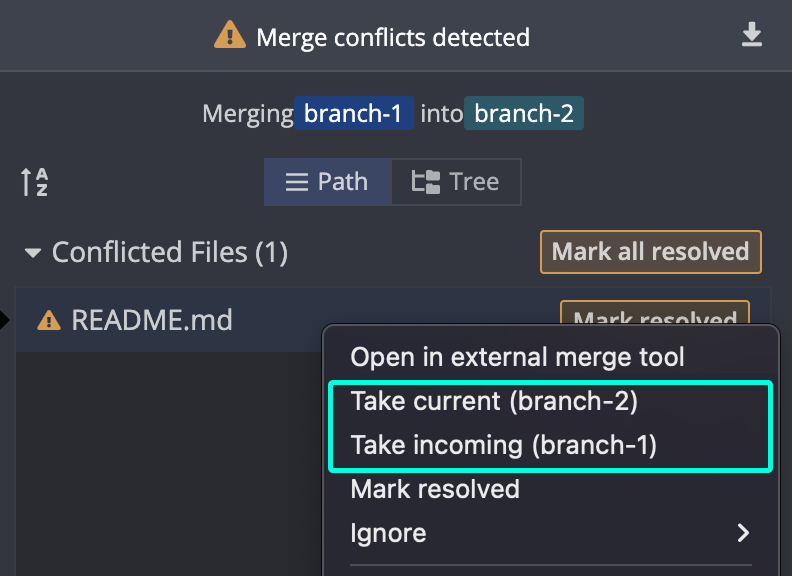 Merge conflicts detected
Merging branch-1 into branch-2
A
Z
Path Tree
Conflicted Files (1) Mark all resolved
README.md Mark resolved
Open in external merge tool
Take current (branch-2)
Take incoming (branch-1)
Mark resolved
Ignore